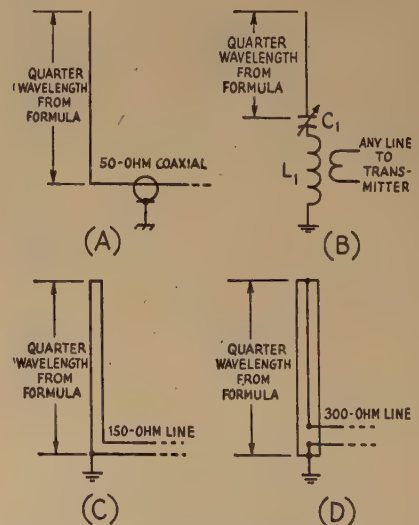 QUARTER
WAVELENGTH
FROM
FORMULA
50-OHM COAXIAL
(A)
QUARTER
WAVELENGTH
FROM
FORMULA
C1
L1
ANY LINE
TO
TRANS-
MITTER
(B)
QUARTER
WAVELENGTH
FROM
FORMULA
150-OHM LINE
(C)
QUARTER
WAVELENGTH
FROM
FORMULA
300-OHM LINE
(D)